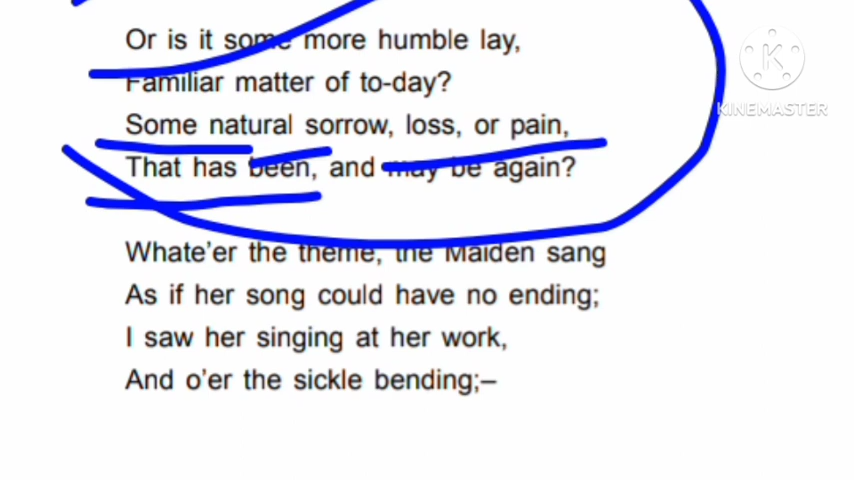 Or is it some more humble lay,
Familiar matter of to-day?
Some natural sorrow, loss, or pain,
That has been, and may be again?
Whate'er the theme, the Maiden sang
As if her song could have no ending;
I saw her singing at her work,
And o'er the sickle bending;–
K
KINEMASTER